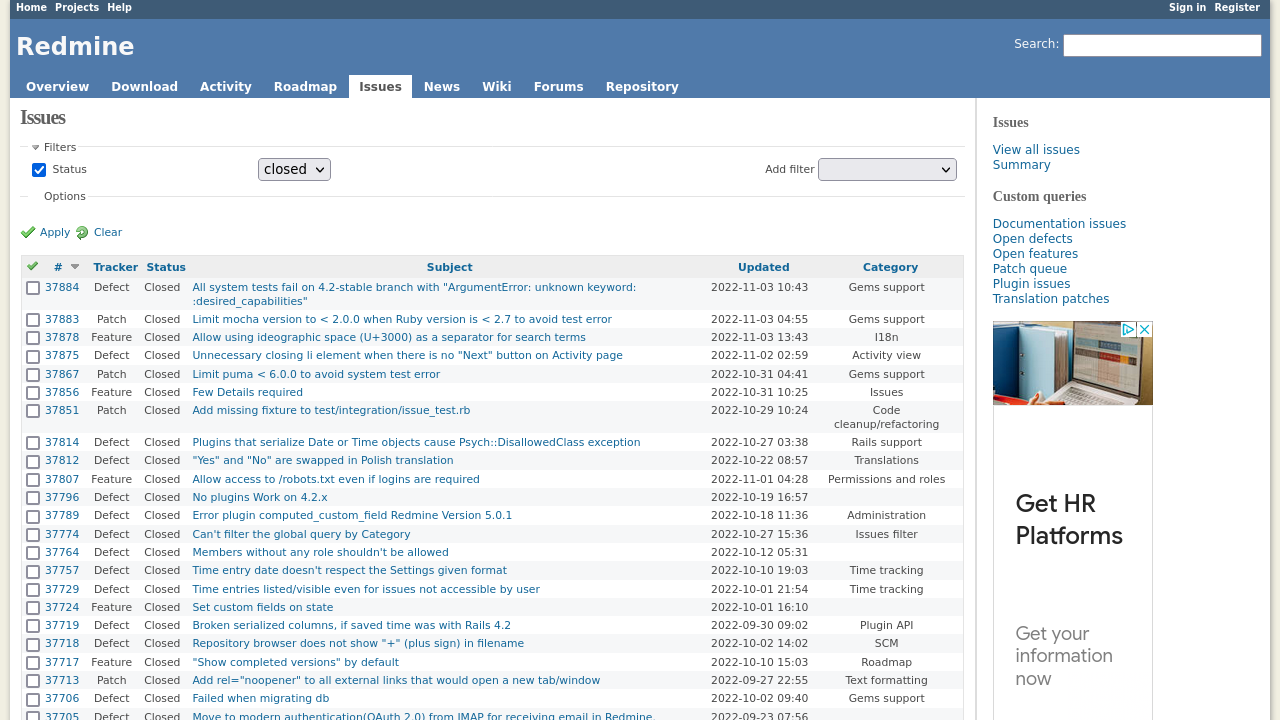 Home Projects Help Sign in Register
Redmine
Search:
Overview Download Activity Roadmap Issues News Wiki Forums Repository
Issues
Filters
Status closed Add filter
Options
Apply Clear
# Tracker Status Subject Updated Category
37884 Defect Closed All system tests fail on 4.2-stable branch with "ArgumentError: unknown keyword: 2022-11-03 10:43 Gems support
:desired_capabilities"
37883 Patch Closed Limit mocha version to < 2.0.0 when Ruby version is < 2.7 to avoid test error 2022-11-03 04:55 Gems support
37878 Feature Closed Allow using ideographic space (U+3000) as a separator for search terms 2022-11-03 13:43 I18n
37875 Defect Closed Unnecessary closing li element when there is no "Next" button on Activity page 2022-11-02 02:59 Activity view
37867 Patch Closed Limit puma < 6.0.0 to avoid system test error 2022-10-31 04:41 Gems support
37856 Feature Closed Few Details required 2022-10-31 10:25 Issues
37851 Patch Closed Add missing fixture to test/integration/issue_test.rb 2022-10-29 10:24 Code
cleanup/refactoring
37814 Defect Closed Plugins that serialize Date or Time objects cause Psych::DisallowedClass exception 2022-10-27 03:38 Rails support
37812 Defect Closed "Yes" and "No" are swapped in Polish translation 2022-10-22 08:57 Translations
37807 Feature Closed Allow access to /robots.txt even if logins are required 2022-11-01 04:28 Permissions and roles
37796 Defect Closed No plugins Work on 4.2.x 2022-10-19 16:57
37789 Defect Closed Error plugin computed_custom_field Redmine Version 5.0.1 2022-10-18 11:36 Administration
37774 Defect Closed Can't filter the global query by Category 2022-10-27 15:36 Issues filter
37764 Defect Closed Members without any role shouldn't be allowed 2022-10-12 05:31
37757 Defect Closed Time entry date doesn't respect the Settings given format 2022-10-10 19:03 Time tracking
37729 Defect Closed Time entries listed/visible even for issues not accessible by user 2022-10-01 21:54 Time tracking
37724 Feature Closed Set custom fields on state 2022-10-01 16:10
37719 Defect Closed Broken serialized columns, if saved time was with Rails 4.2 2022-09-30 09:02 Plugin API
37718 Defect Closed Repository browser does not show "+" (plus sign) in filename 2022-10-02 14:02 SCM
37717 Feature Closed "Show completed versions" by default 2022-10-10 15:03 Roadmap
37713 Patch Closed Add rel="noopener" to all external links that would open a new tab/window 2022-09-27 22:55 Text formatting
37706 Defect Closed Failed when migrating db 2022-10-02 09:40 Gems support
37705 Defect Closed Move to modern authentication(OAuth 2.0) from IMAP for receiving email in Redmine. 2022-09-23 07:56
Issues
View all issues
Summary
Custom queries
Documentation issues
Open defects
Open features
Patch queue
Plugin issues
Translation patches
Get HR
Platforms
Get your
information
now